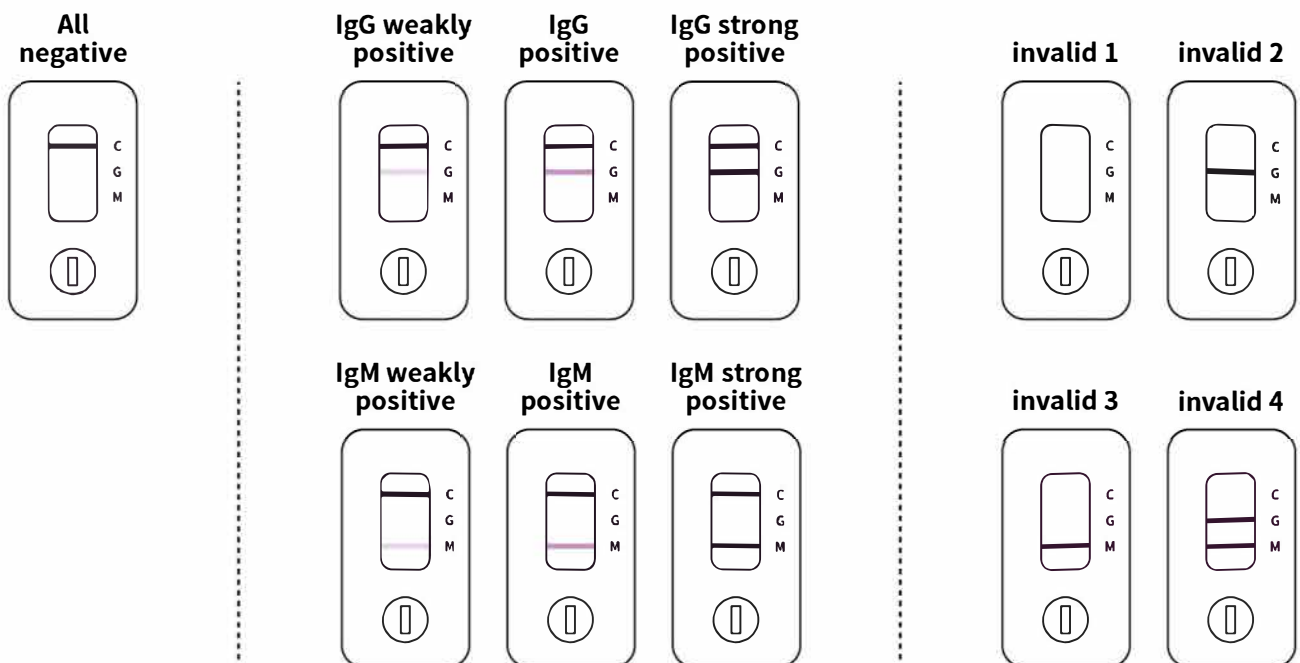 All
negative
IgG weakly
positive
IgG
positive
IgG strong
positive
invalid 1
invalid 2
C
G
M
C
G
M
C
G
M
C
G
M
C
G
M
C
G
M
IgM weakly
positive
IgM
positive
IgM strong
positive
invalid 3
invalid 4
C
G
M
C
G
M
C
G
M
C
G
M
C
G
M